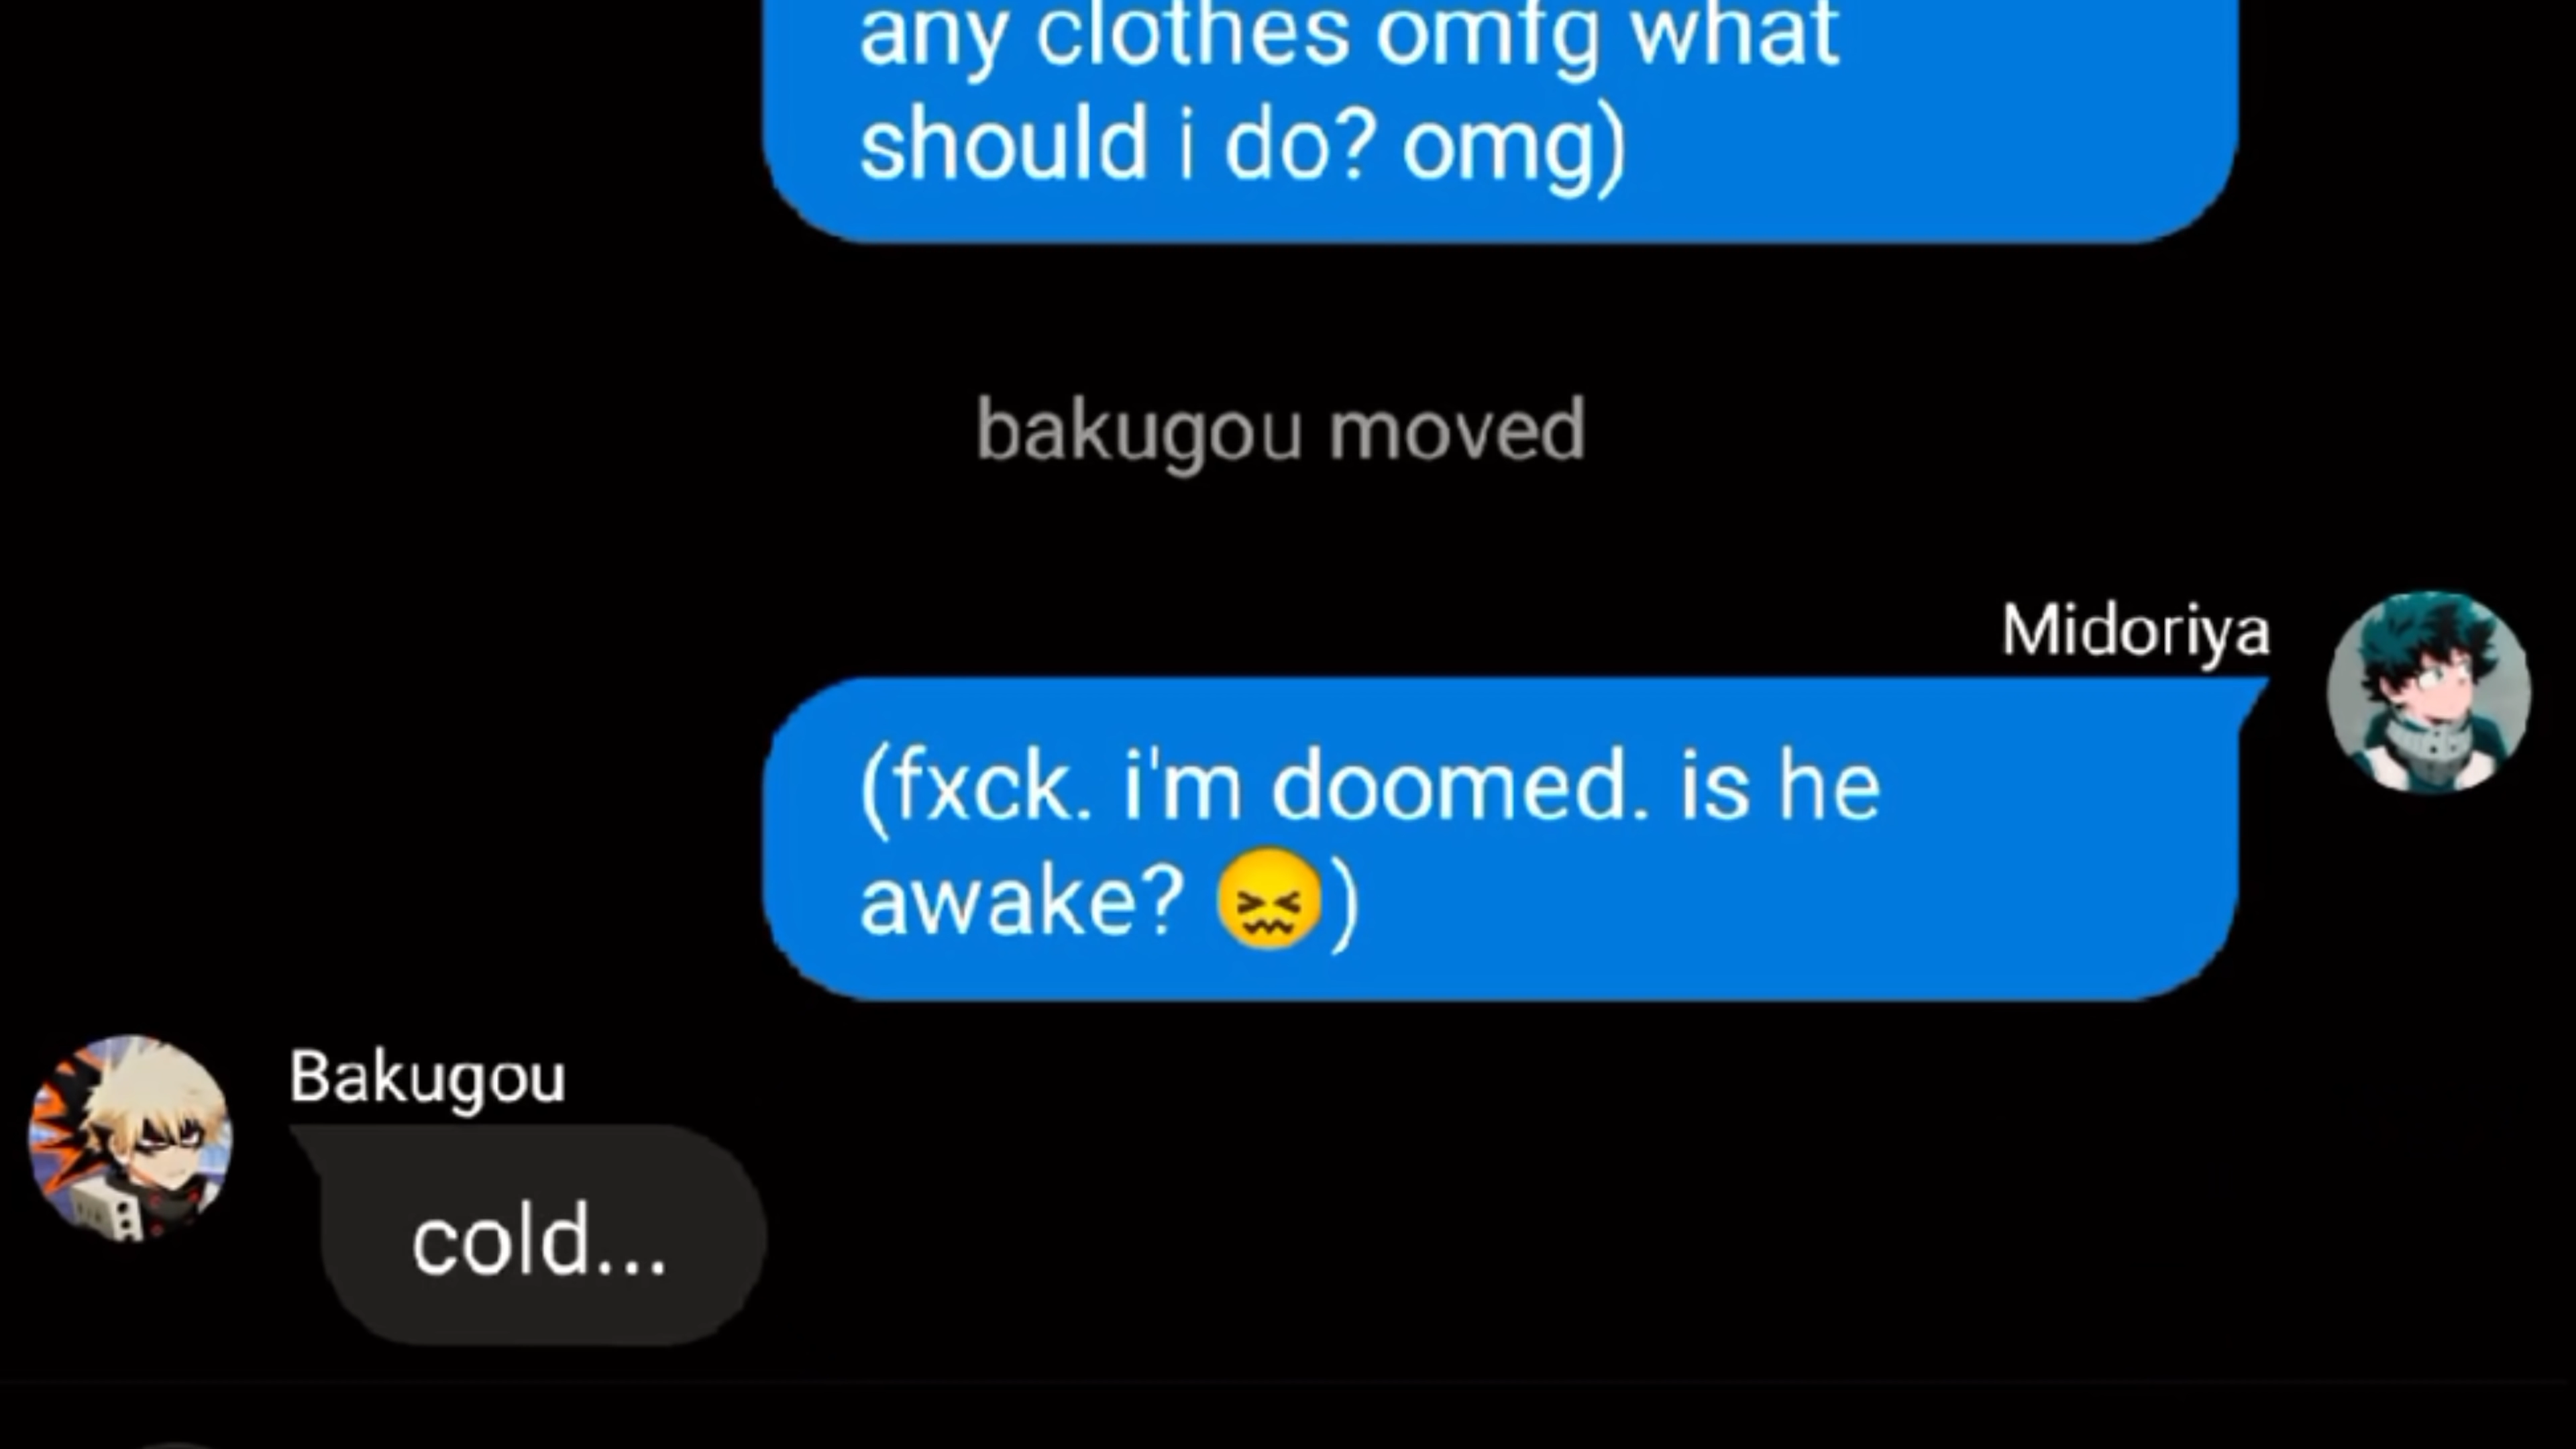 any clothes omfg what
should i do? omg)
bakugou moved
Midoriya
(fxck. i'm doomed. is he
awake? 😖)
Bakugou
cold...